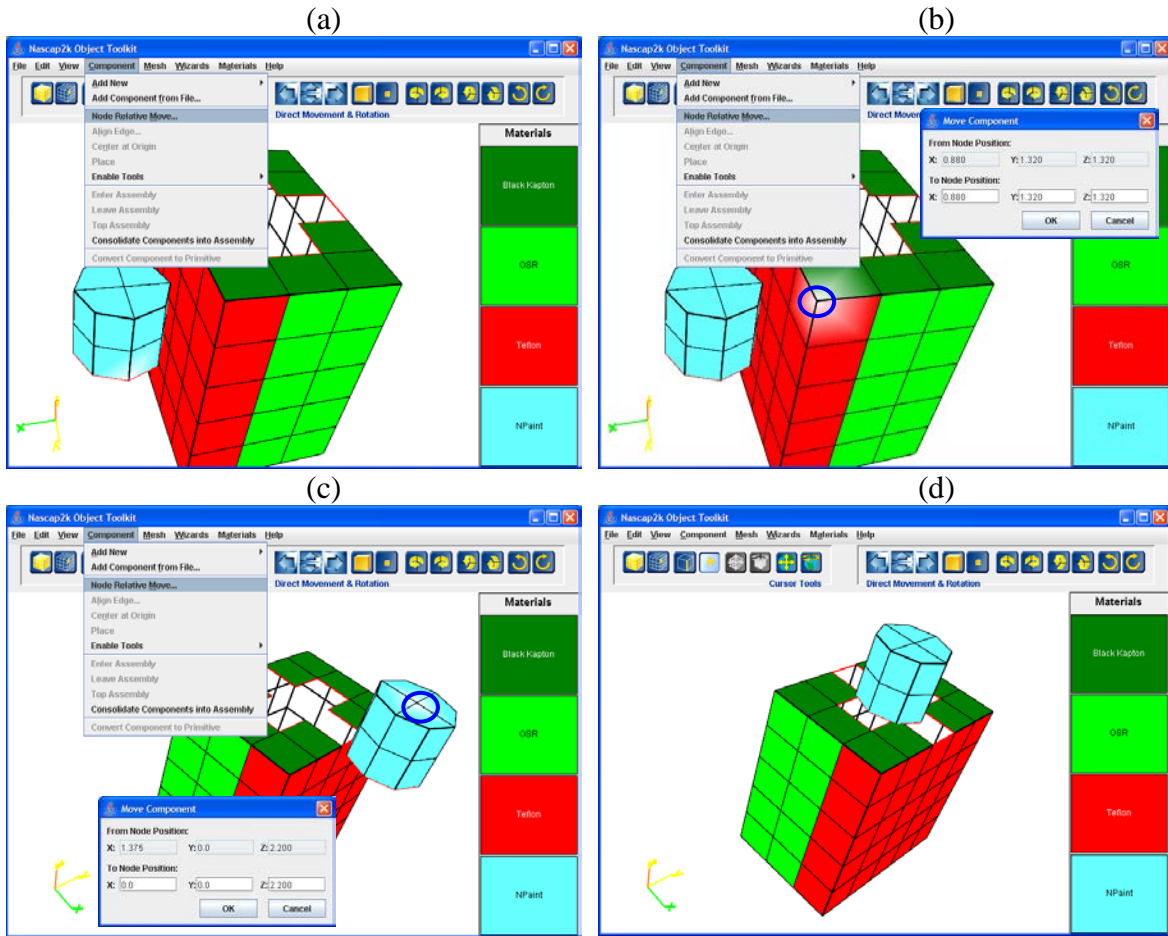 (a)
Nascap2k Object Toolkit
File Edit View Component Mesh Wizards Materials Help
Add New
Add Component from File...
Node Relative Move...
Align Edge...
Center at Origin
Place
Enable Tools
Enter Assembly
Leave Assembly
Top Assembly
Consolidate Components into Assembly
Convert Component to Primitive
Direct Movement & Rotation
Materials
Black Kapton
OSR
Teflon
NPaint
X
Y
Z
(b)
Nascap2k Object Toolkit
File Edit View Component Mesh Wizards Materials Help
Add New
Add Component from File...
Node Relative Move...
Align Edge...
Center at Origin
Place
Enable Tools
Enter Assembly
Leave Assembly
Top Assembly
Consolidate Components into Assembly
Convert Component to Primitive
Direct Move
Move Component
From Node Position:
X: 0.880 Y: 1.320 Z: 1.320
To Node Position:
X: 0.880 Y: 1.320 Z: 1.320
OK Cancel
OSR
Teflon
NPaint
(c)
Nascap2k Object Toolkit
File Edit View Component Mesh Wizards Materials Help
Add New
Add Component from File...
Node Relative Move...
Align Edge...
Center at Origin
Place
Enable Tools
Enter Assembly
Leave Assembly
Top Assembly
Consolidate Components into Assembly
Convert Component to Primitive
Direct Movement & Rotation
Materials
Black Kapton
OSR
Teflon
NPaint
Move Component
From Node Position:
X: 1.375 Y: 0.0 Z: 2.200
To Node Position:
X: 0.0 Y: 0.0 Z: 2.200
OK Cancel
(d)
Nascap2k Object Toolkit
File Edit View Component Mesh Wizards Materials Help
Cursor Tools
Direct Movement & Rotation
Materials
Black Kapton
OSR
Teflon
NPaint